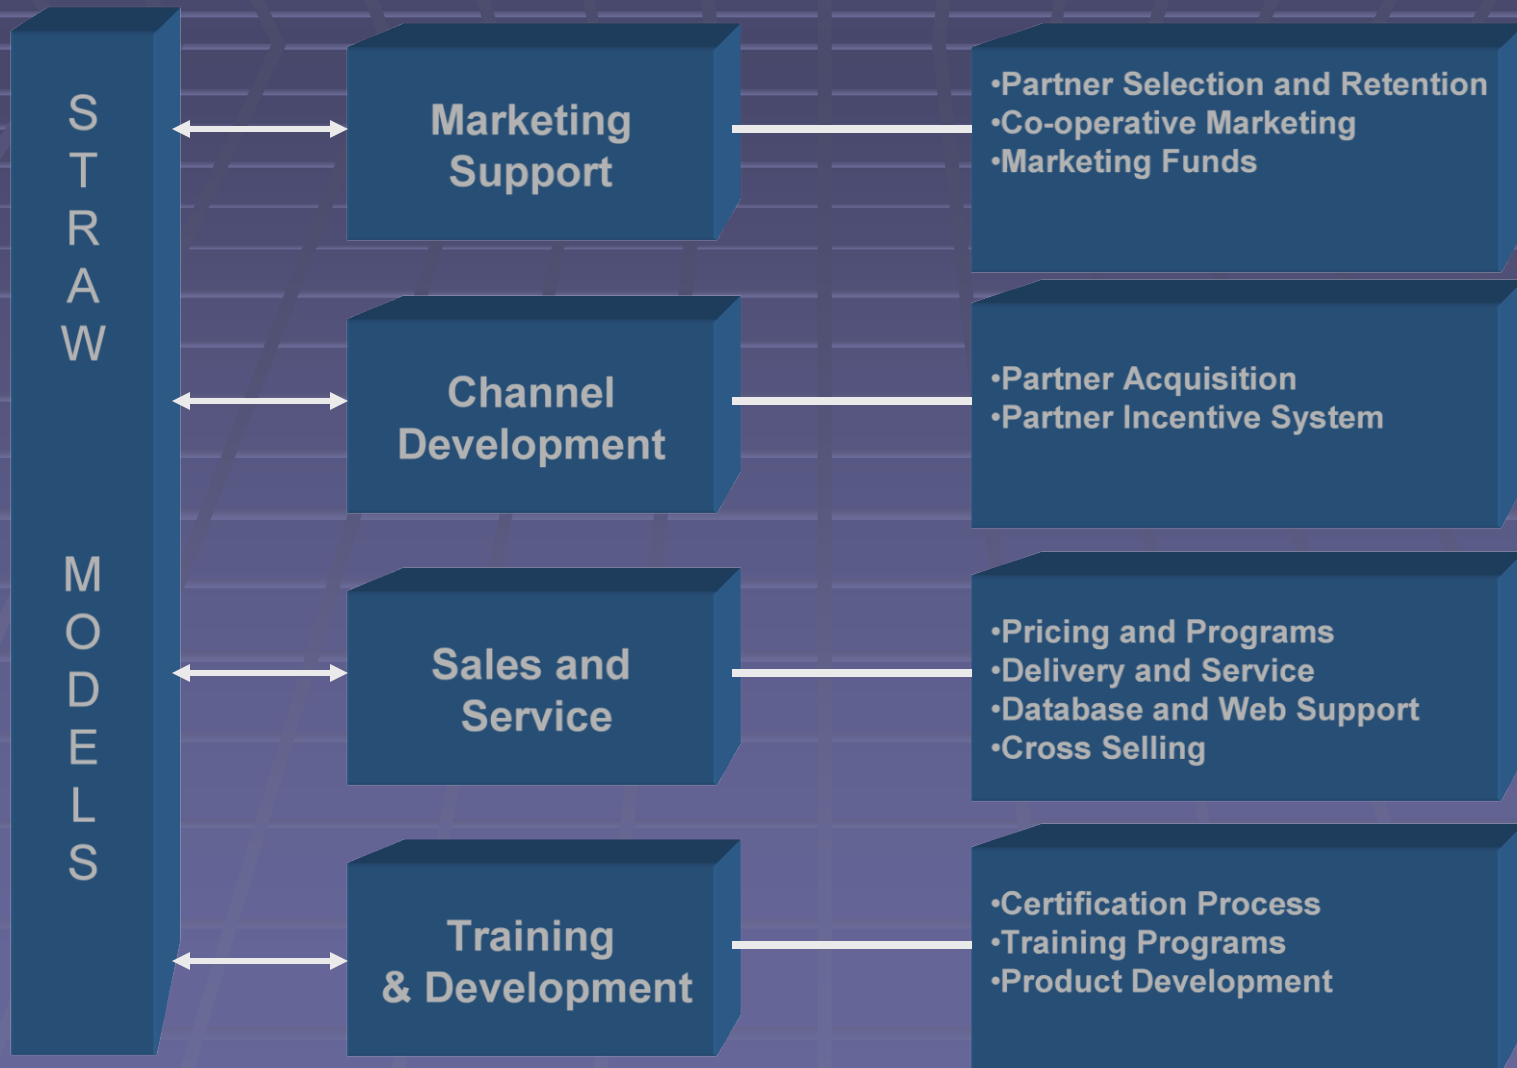 S
T
R
A
W
M
O
D
E
L
S
Marketing
Support
•Partner Selection and Retention
•Co-operative Marketing
•Marketing Funds
Channel
Development
•Partner Acquisition
•Partner Incentive System
Sales and
Service
•Pricing and Programs
•Delivery and Service
•Database and Web Support
•Cross Selling
Training
& Development
•Certification Process
•Training Programs
•Product Development